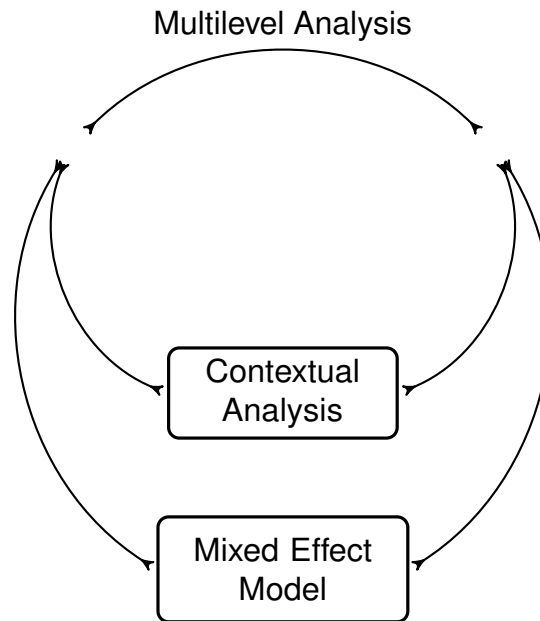 Multilevel Analysis
Contextual
Analysis
Mixed Effect
Model